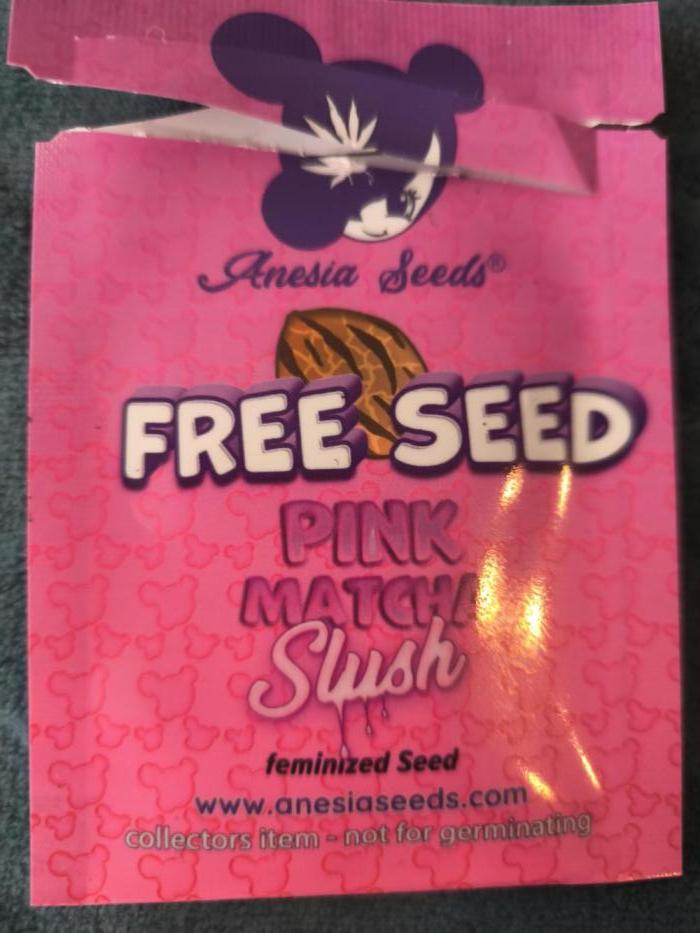 Anesia Seeds®
FREE SEED
PINK
MATCHA
Slush
feminized Seed
www.anesiaseeds.com
collectors item - not for germinating